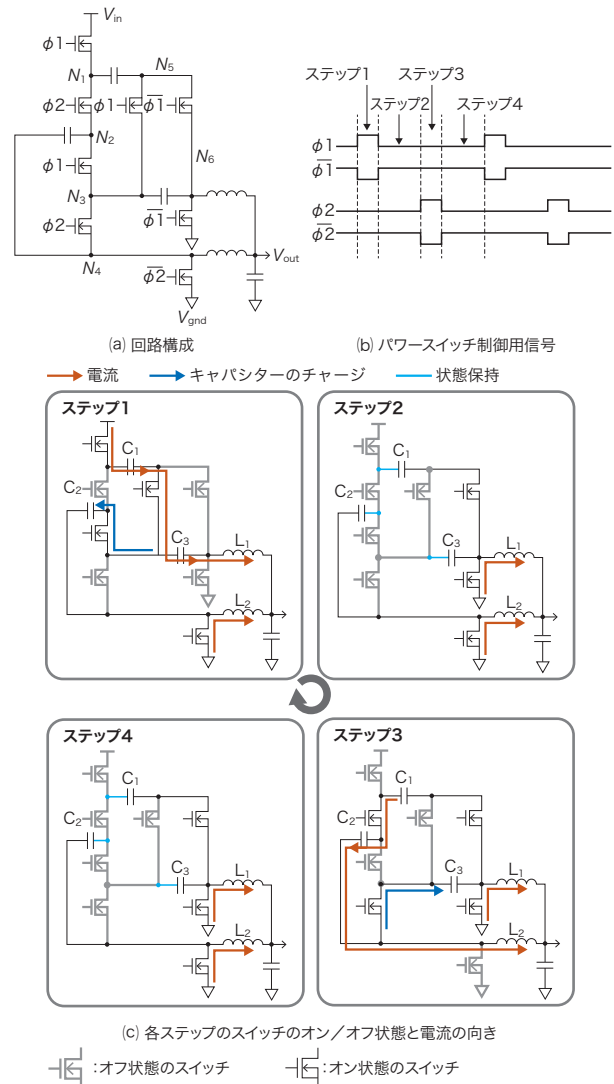 Vin
φ1
N1
N5
φ2
φ1
φ1
N2
N6
φ1
N3
φ2
φ1
N4
Vout
φ2
Vgnd
(a) 回路構成
ステップ1
ステップ3
ステップ2
ステップ4
φ1
φ1
φ2
φ2
(b) パワースイッチ制御用信号
電流
キャパシターのチャージ
状態保持
ステップ1
C1
C2
C3
L1
L2
ステップ2
C1
C2
C3
L1
L2
ステップ4
C1
C2
C3
L1
L2
ステップ3
C1
C2
C3
L1
L2
(c) 各ステップのスイッチのオン/オフ状態と電流の向き
:オフ状態のスイッチ
:オン状態のスイッチ